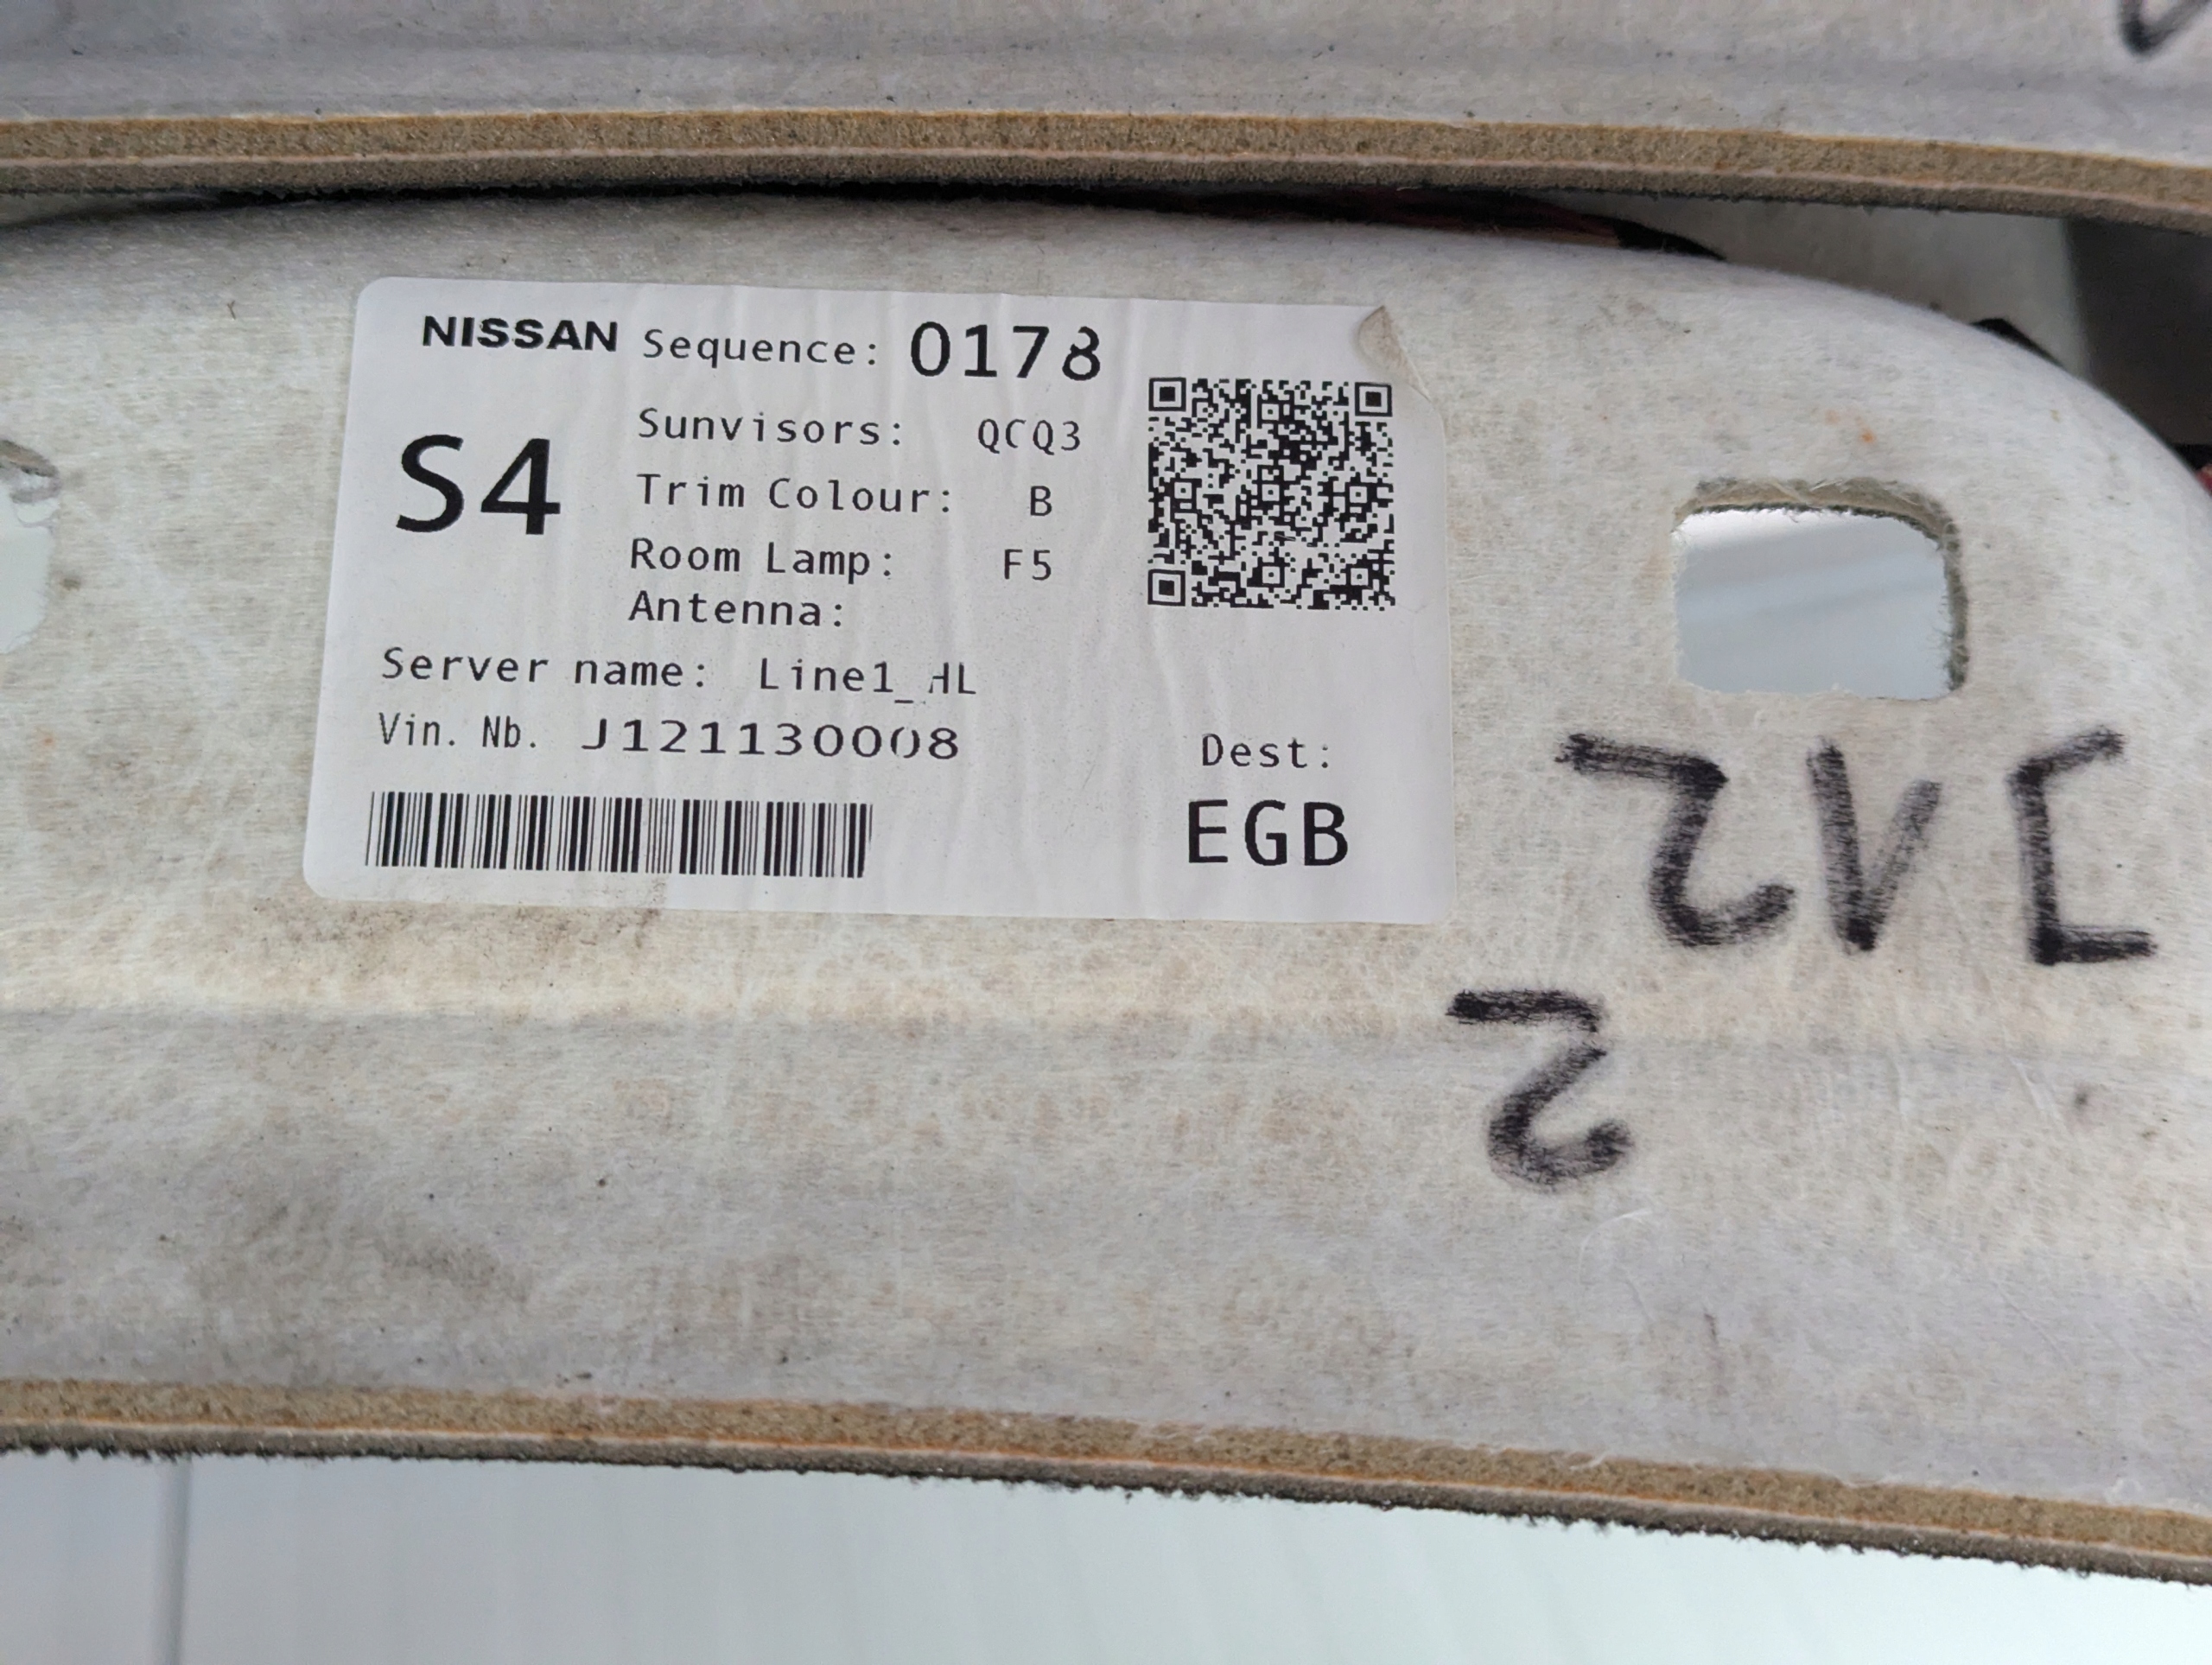 NISSAN Sequence: 0178
S4
Sunvisors: QCQ3
Trim Colour: B
Room Lamp: F5
Antenna:
Server name: Line1_HL
Vin. Nb. J121130008
Dest:
EGB